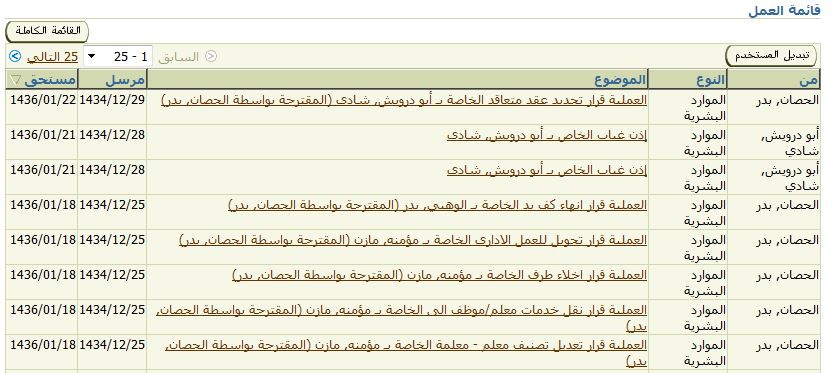 قائمة العمل
القائمة الكاملة
تبديل المستخدم
السابق 1 - 25 25 التالي
من النوع الموضوع مرسل مستحق
الحصان, بدر الموارد البشرية العملية قرار تجديد عقد متعاقد الخاصة بـ أبو درويش, شادي (المقترحة بواسطة الحصان, بدر) 1434/12/29 1436/01/22
أبو درويش, شادي الموارد البشرية إذن غياب الخاص بـ أبو درويش, شادي 1434/12/28 1436/01/21
أبو درويش, شادي الموارد البشرية إذن غياب الخاص بـ أبو درويش, شادي 1434/12/28 1436/01/21
الحصان, بدر الموارد البشرية العملية قرار انهاء كف يد الخاصة بـ الوهبي, بدر (المقترحة بواسطة الحصان, بدر) 1434/12/25 1436/01/18
الحصان, بدر الموارد البشرية العملية قرار تحويل للعمل الاداري الخاصة بـ مؤمنه, مازن (المقترحة بواسطة الحصان, بدر) 1434/12/25 1436/01/18
الحصان, بدر الموارد البشرية العملية قرار اخلاء طرف الخاصة بـ مؤمنه, مازن (المقترحة بواسطة الحصان, بدر) 1434/12/25 1436/01/18
الحصان, بدر الموارد البشرية العملية قرار نقل خدمات معلم/موظف الى الخاصة بـ مؤمنه, مازن (المقترحة بواسطة الحصان, بدر) 1434/12/25 1436/01/18
الحصان, بدر الموارد البشرية العملية قرار تعديل تصنيف معلم - معلمة الخاصة بـ مؤمنه, مازن (المقترحة بواسطة الحصان, بدر) 1434/12/25 1436/01/18